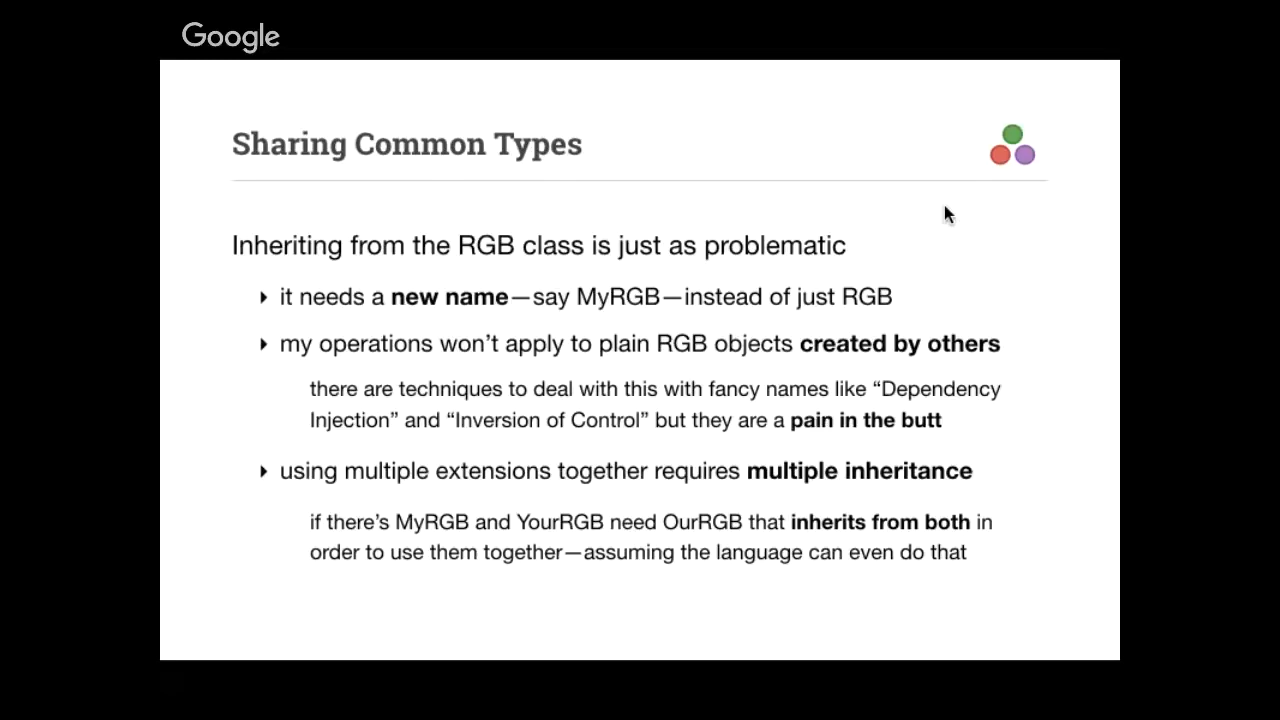 Google
Sharing Common Types
Inheriting from the RGB class is just as problematic
‣ it needs a new name—say MyRGB—instead of just RGB
‣ my operations won’t apply to plain RGB objects created by others
there are techniques to deal with this with fancy names like “Dependency
Injection” and “Inversion of Control” but they are a pain in the butt
‣ using multiple extensions together requires multiple inheritance
if there’s MyRGB and YourRGB need OurRGB that inherits from both in
order to use them together—assuming the language can even do that